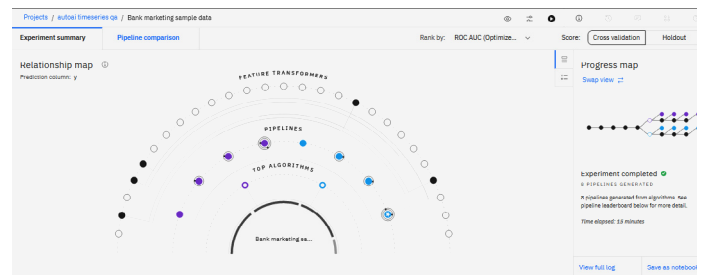 Projects / autoai timeseries qa / Bank marketing sample data
Experiment summary
Pipeline comparison
Rank by: ROC AUC (Optimize...
Score: Cross validation Holdout
Relationship map
Prediction column: y
FEATURE TRANSFORMERS
PIPELINES
TOP ALGORITHMS
Bank marketing sa...
Progress map
Swap view
Experiment completed
8 PIPELINES GENERATED
8 pipelines generated from algorithms. See
pipeline leaderboard below for more detail.
Time elapsed: 15 minutes
View full log
Save as notebook